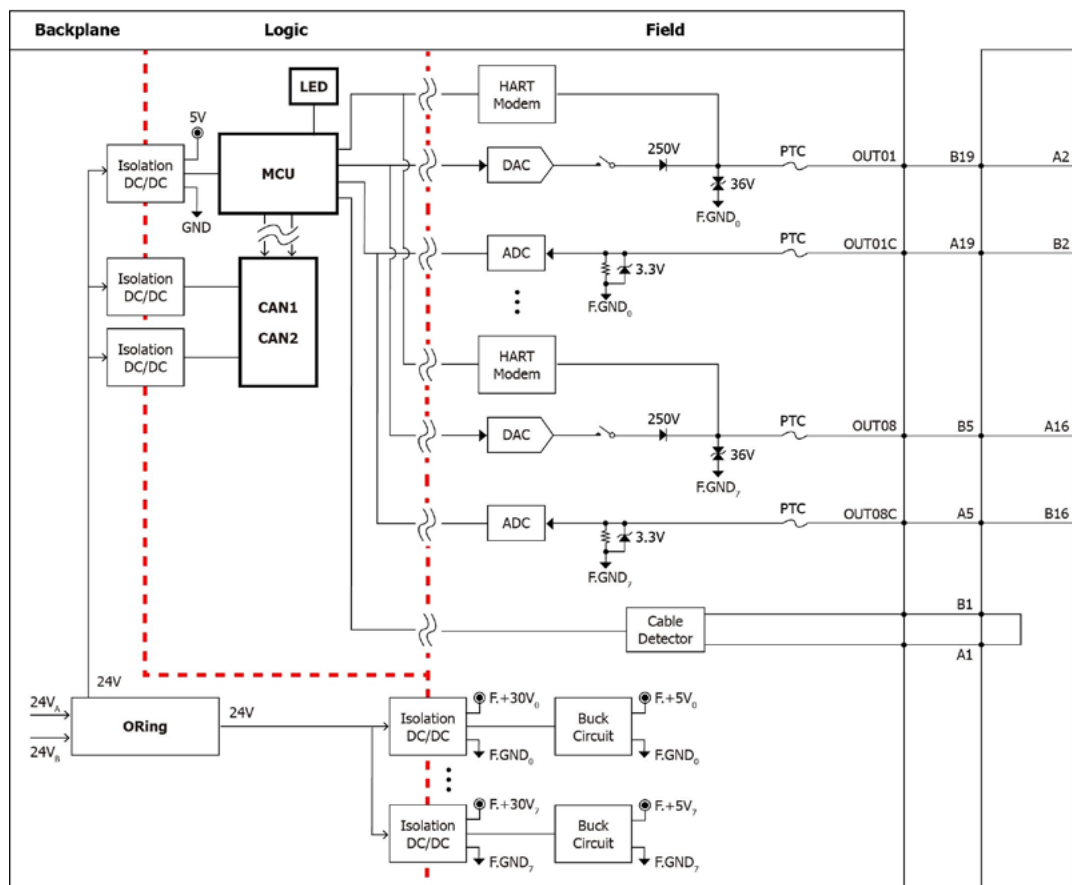 Backplane
Logic
Field
LED
HART
Modem
5V
250V
PTC
OUT01
B19
A2
Isolation
DC/DC
MCU
DAC
36V
F.GND0
GND
PTC
OUT01C
A19
B2
ADC
3.3V
F.GND0
Isolation
DC/DC
CAN1
CAN2
Isolation
DC/DC
HART
Modem
250V
PTC
OUT08
B5
A16
DAC
36V
F.GND7
PTC
OUT08C
A5
B16
ADC
3.3V
F.GND7
B1
Cable
Detector
A1
24V
24VA
24VB
ORing
24V
F.+30V0
F.+5V0
Isolation
DC/DC
Buck
Circuit
F.GND0
F.GND0
F.+30V7
F.+5V7
Isolation
DC/DC
Buck
Circuit
F.GND7
F.GND7